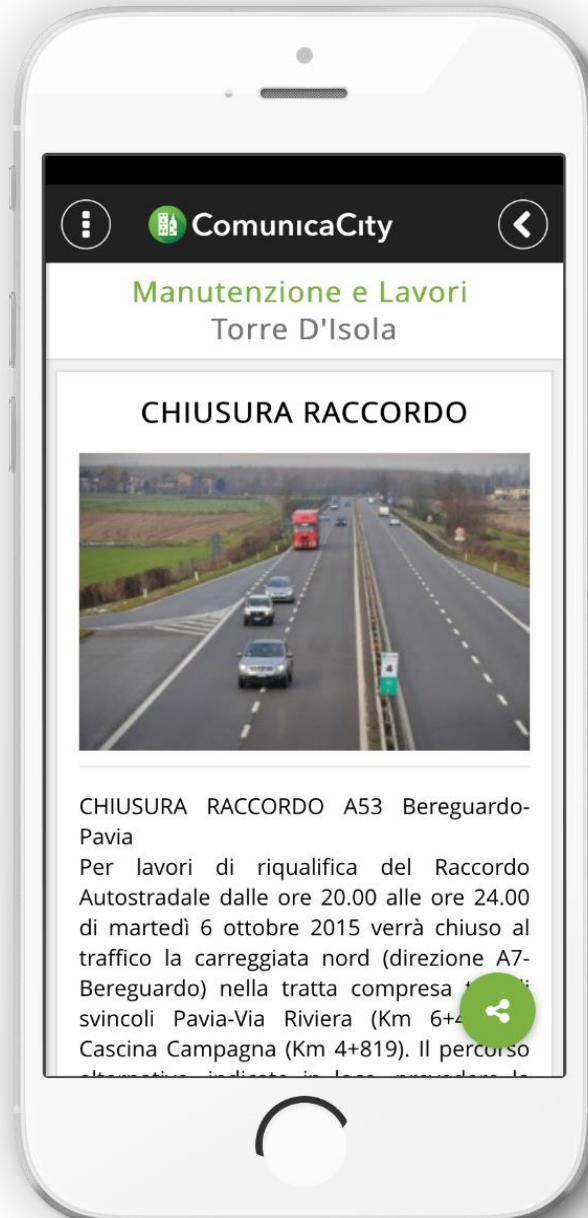 ComunicaCity
Manutenzione e Lavori
Torre D'Isola
CHIUSURA RACCORDO
4
CHIUSURA RACCORDO A53 Bereguardo-
Pavia
Per lavori di riqualifica del Raccordo
Autostradale dalle ore 20.00 alle ore 24.00
di martedì 6 ottobre 2015 verrà chiuso al
traffico la carreggiata nord (direzione A7-
Bereguardo) nella tratta compresa
svincoli Pavia-Via Riviera (Km
Cascina Campagna (Km 4+819). Il percorso